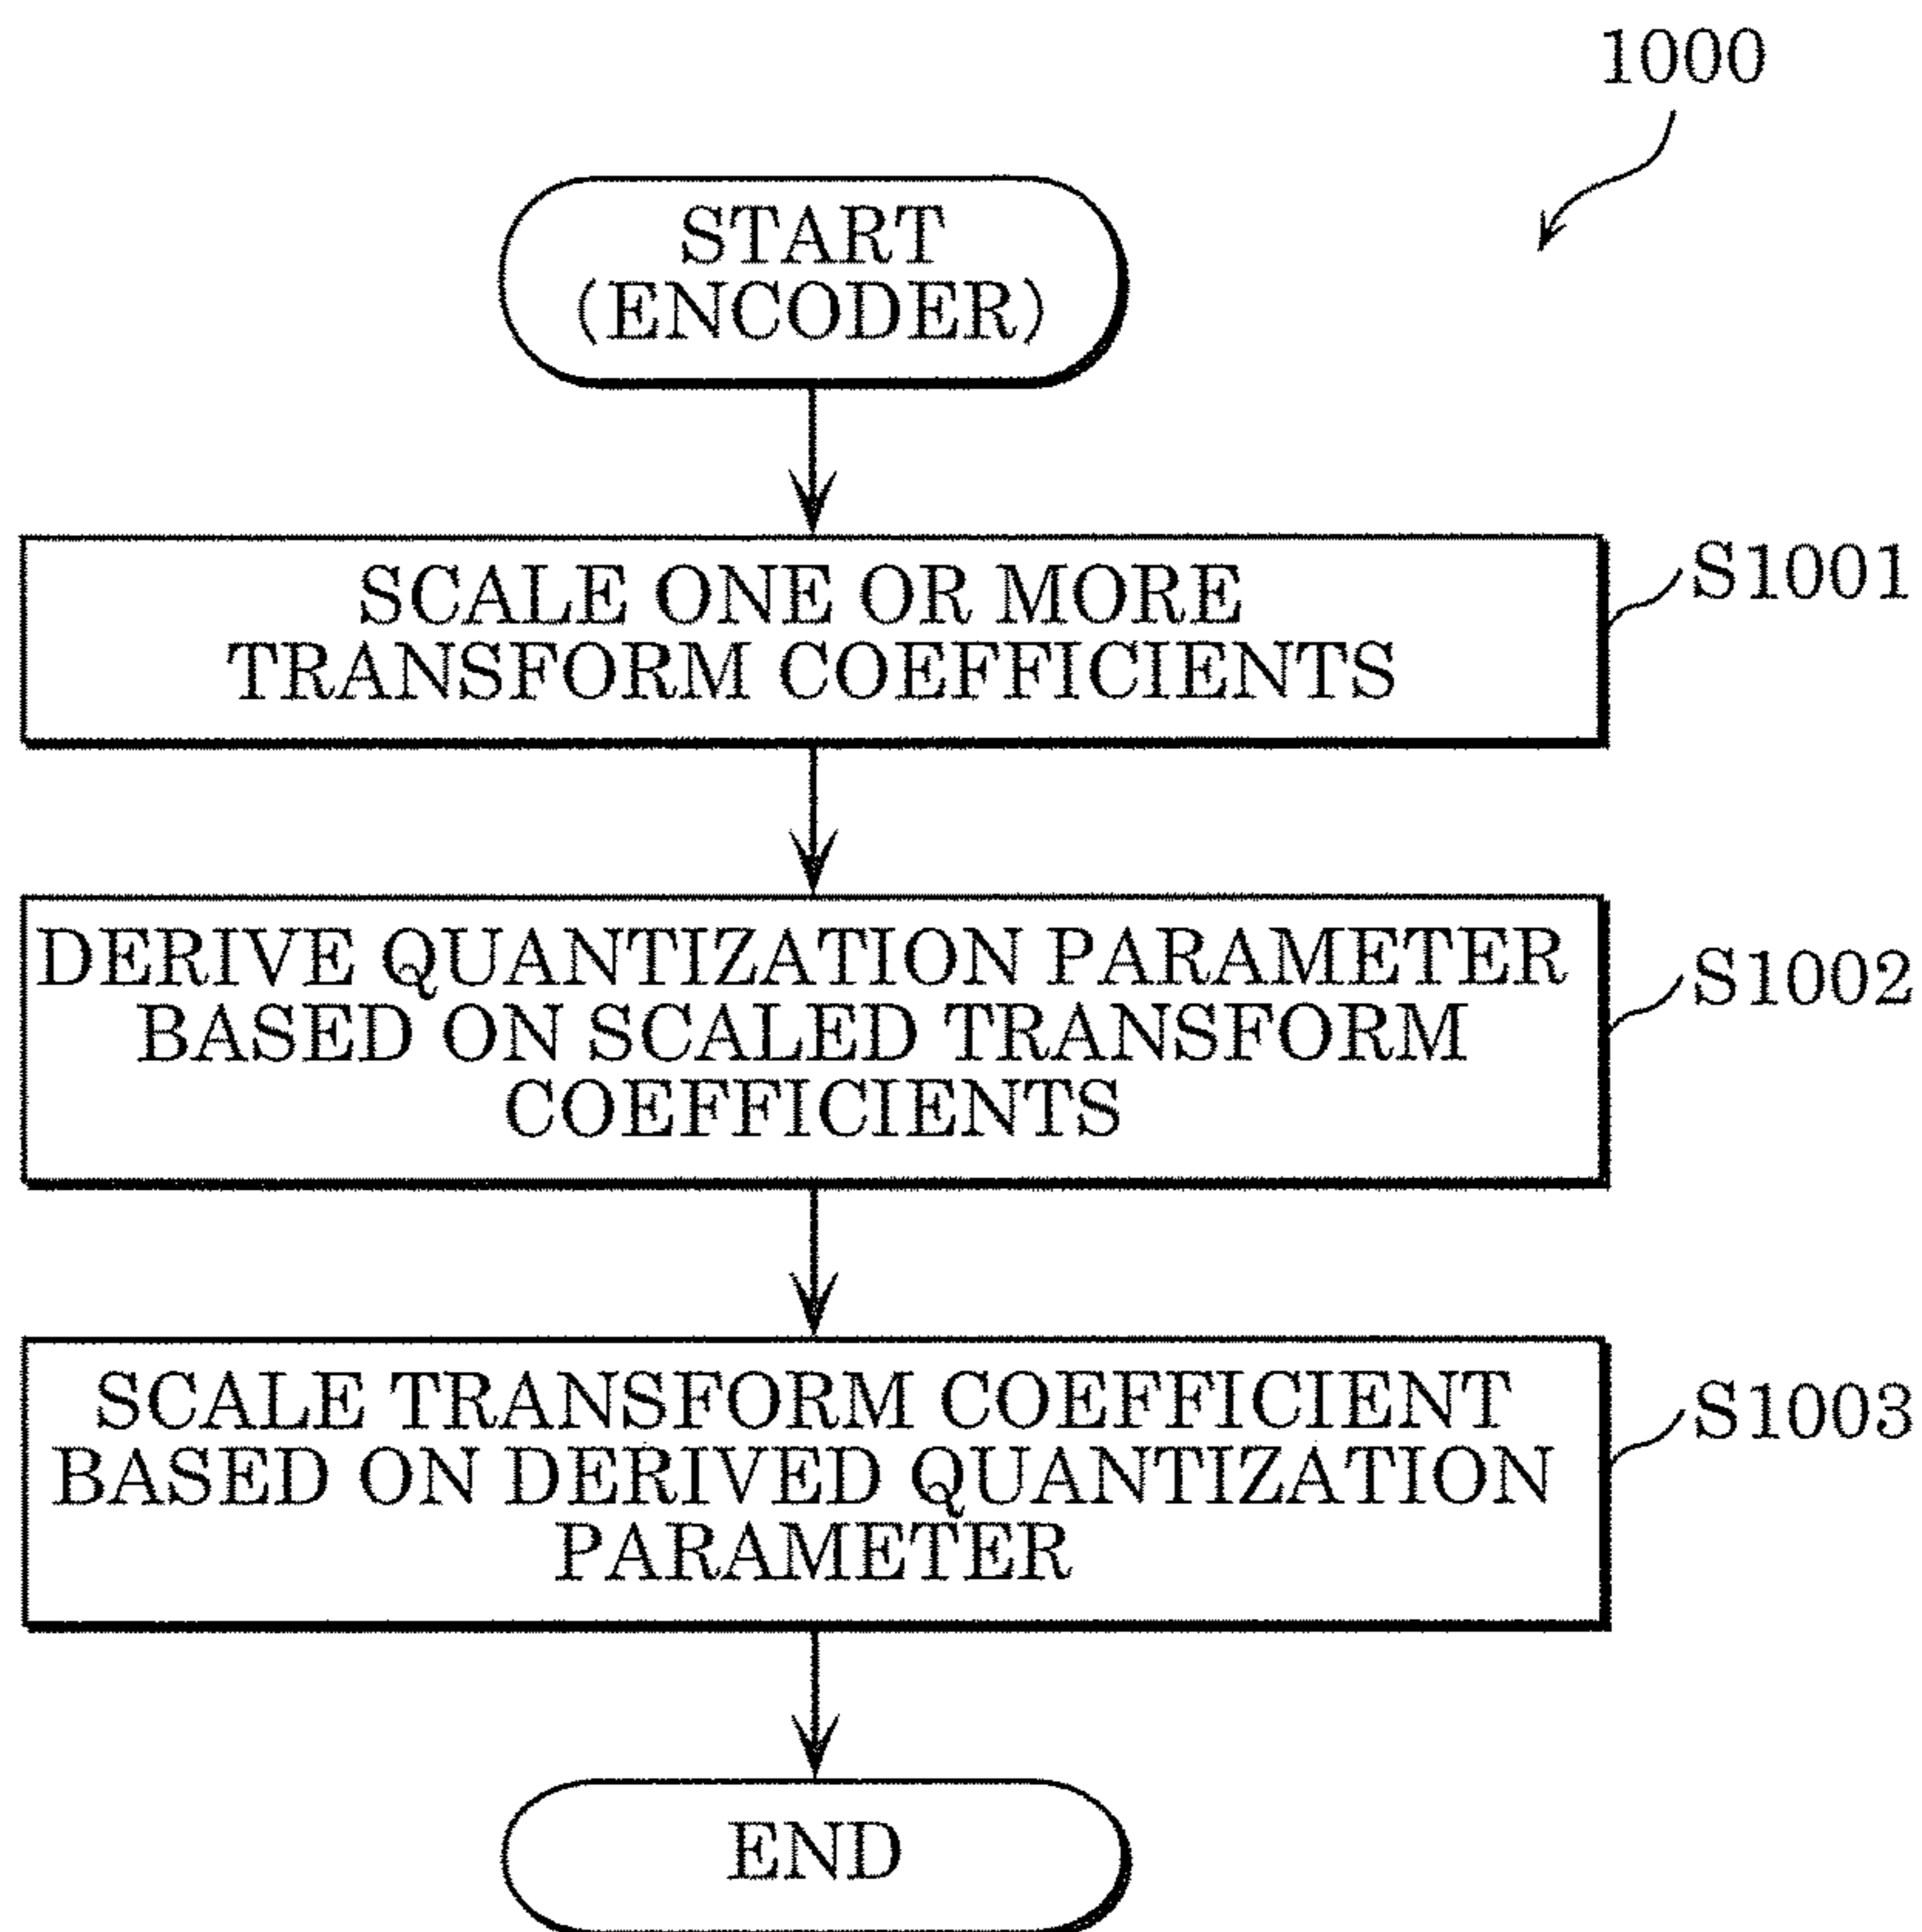 1000
START
(ENCODER)
SCALE ONE OR MORE
TRANSFORM COEFFICIENTS
S1001
DERIVE QUANTIZATION PARAMETER
BASED ON SCALED TRANSFORM
COEFFICIENTS
S1002
SCALE TRANSFORM COEFFICIENT
BASED ON DERIVED QUANTIZATION
PARAMETER
S1003
END